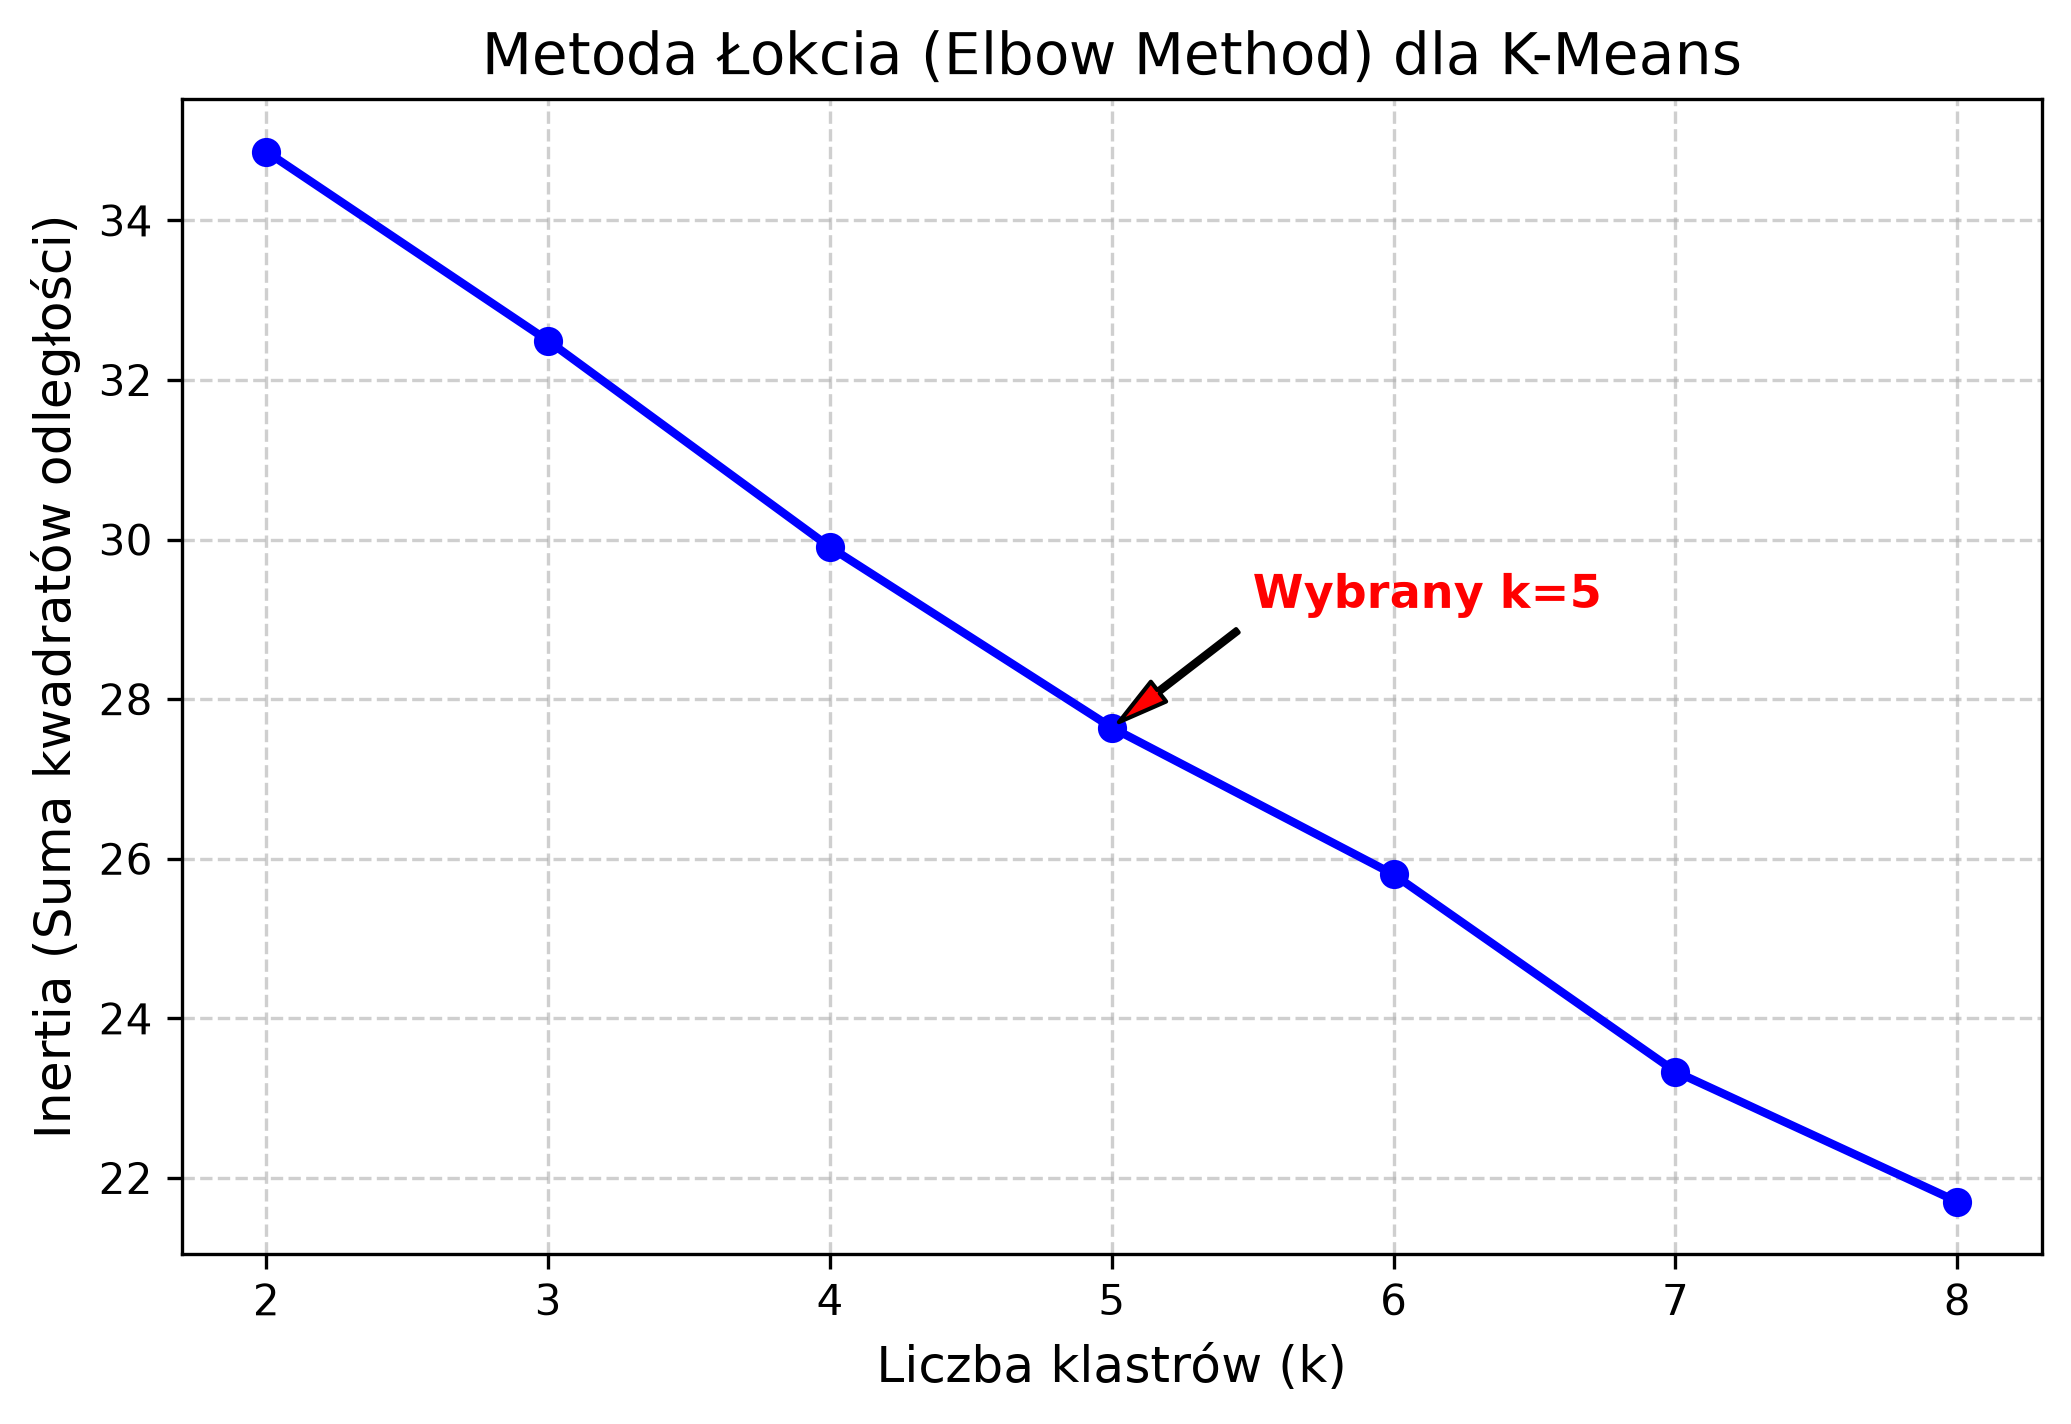 Metoda Łokcia (Elbow Method) dla K-Means
Inertia (Suma kwadratów odległości)
34
32
30
28
26
24
22
Wybrany k=5
2 3 4 5 6 7 8
Liczba klastrów (k)